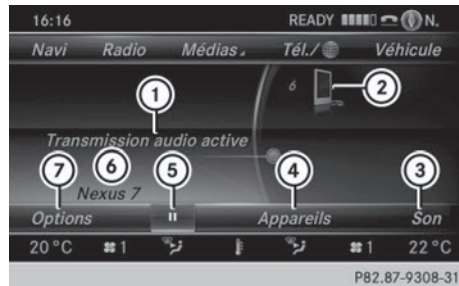 16:16 READY N.
Navi Radio Médias Tél./ Véhicule
6
1 2
Transmission audio active
7 6 5 4 3
Nexus 7
Options Appareils Son
20 °C 1 1 22 °C
P82.87-9308-31